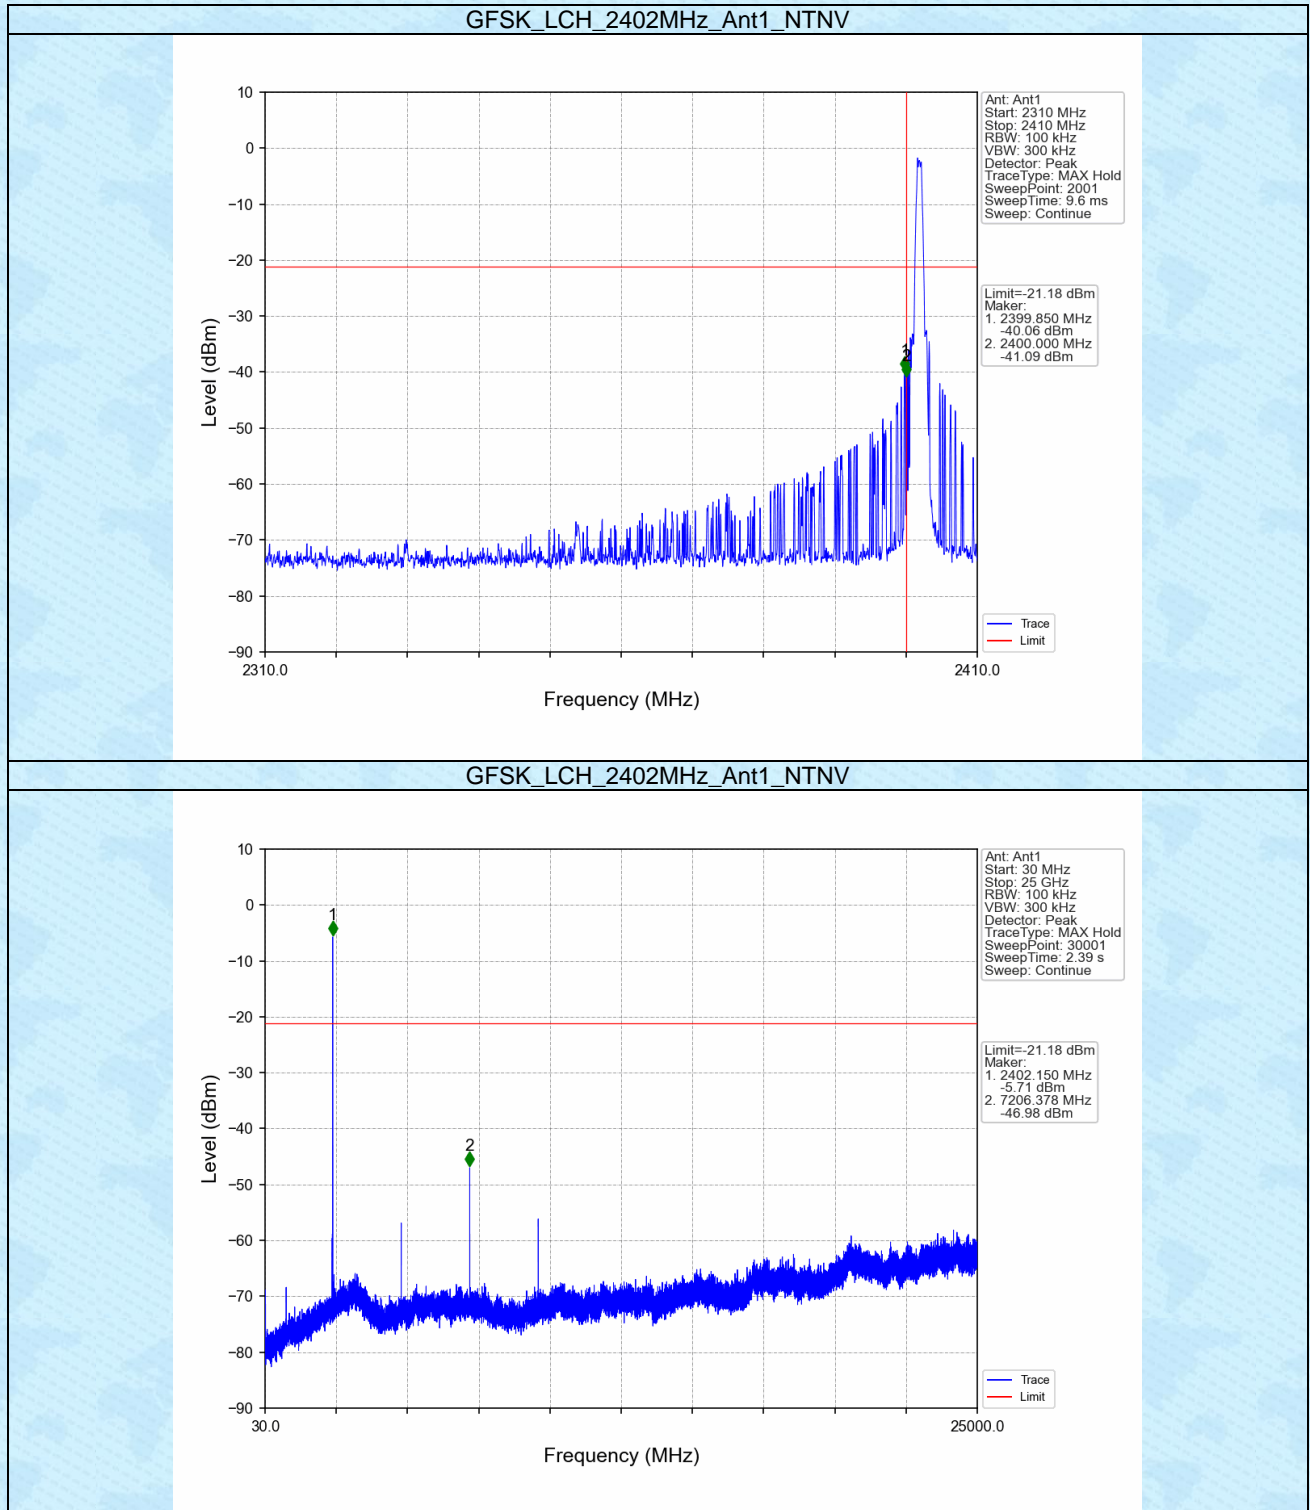 GFSK_LCH_2402MHz_Ant1_NTNV
10
0
−10
−20
−30
−40
−50
−60
−70
−80
−90
Level (dBm)
1
2
2310.0
2410.0
Frequency (MHz)
Ant: Ant1
Start: 2310 MHz
Stop: 2410 MHz
RBW: 100 kHz
VBW: 300 kHz
Detector: Peak
TraceType: MAX Hold
SweepPoint: 2001
SweepTime: 9.6 ms
Sweep: Continue
Limit=-21.18 dBm
Maker:
1. 2399.850 MHz
-40.06 dBm
2. 2400.000 MHz
-41.09 dBm
Trace
Limit
GFSK_LCH_2402MHz_Ant1_NTNV
10
0
−10
−20
−30
−40
−50
−60
−70
−80
−90
Level (dBm)
1
2
30.0
25000.0
Frequency (MHz)
Ant: Ant1
Start: 30 MHz
Stop: 25 GHz
RBW: 100 kHz
VBW: 300 kHz
Detector: Peak
TraceType: MAX Hold
SweepPoint: 30001
SweepTime: 2.39 s
Sweep: Continue
Limit=-21.18 dBm
Maker:
1. 2402.150 MHz
-5.71 dBm
2. 7206.378 MHz
-46.98 dBm
Trace
Limit